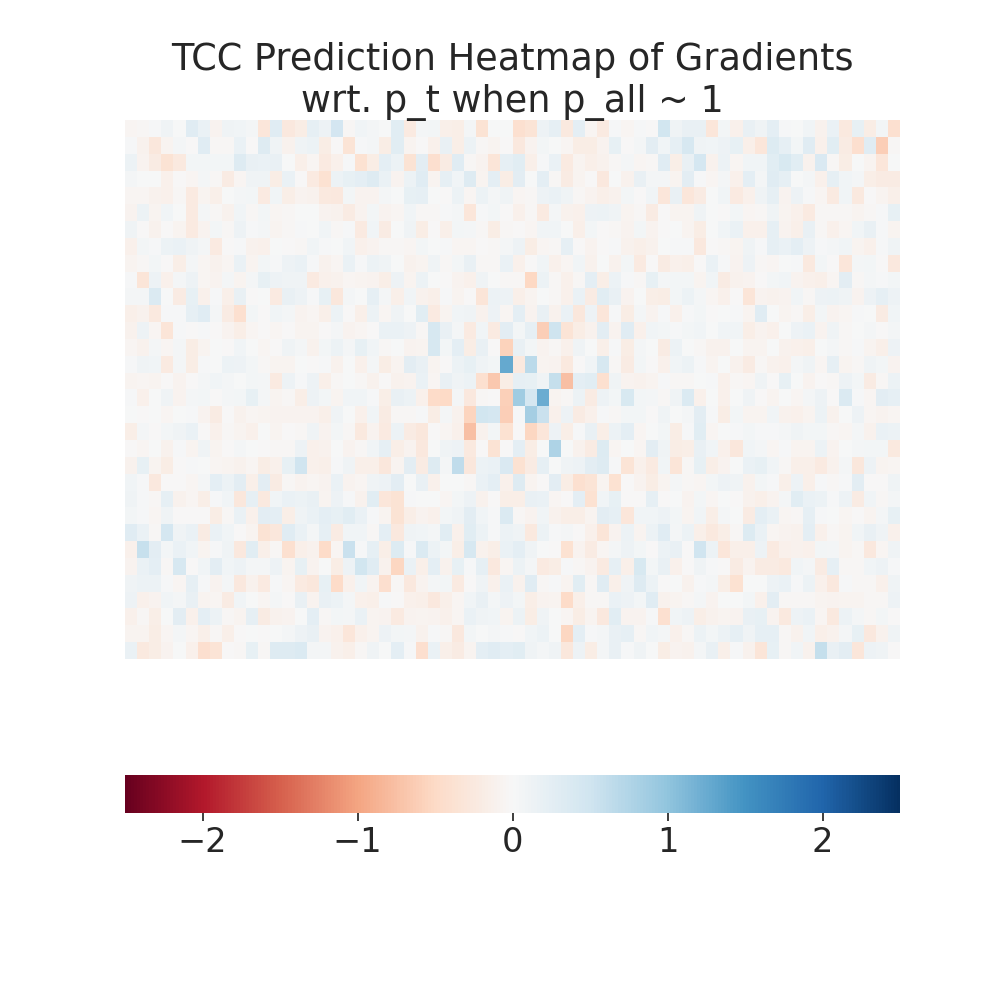 TCC Prediction Heatmap of Gradients
wrt. p_t when p_all ~ 1
−2 −1 0 1 2